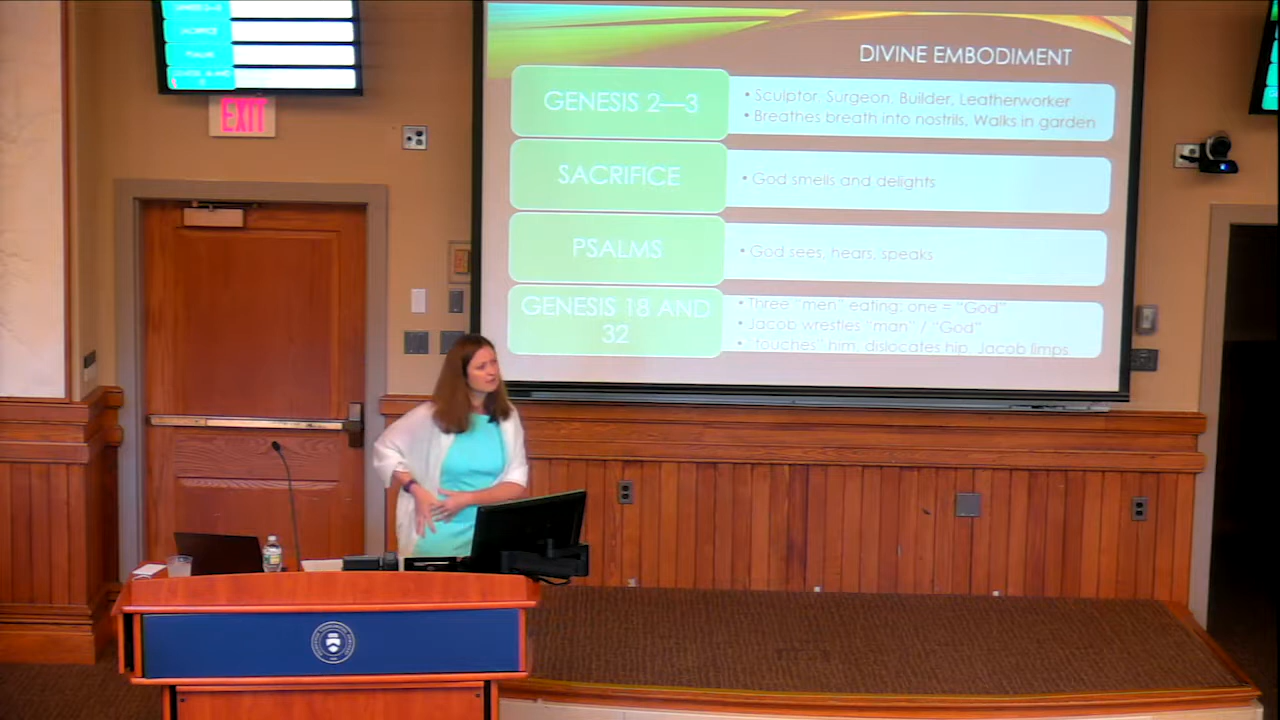 SACRIFICE
PSALMS
EXIT
DIVINE EMBODIMENT
GENESIS 2—3
• Sculptor, Surgeon, Builder, Leatherworker
• Breathes breath into nostrils, Walks in garden
SACRIFICE
• God smells and delights
PSALMS
• God sees, hears, speaks
GENESIS 18 AND
32
• Three "men" eating: one = "God"
• Jacob wrestles "man" / "God"
• "touches" him, dislocates hip, Jacob limps